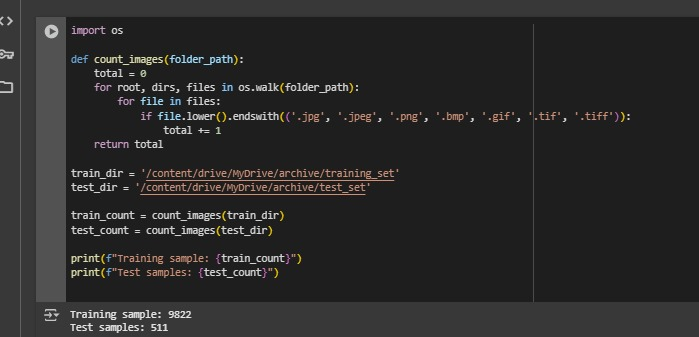 import os
def count_images(folder_path):
total = 0
for root, dirs, files in os.walk(folder_path):
for file in files:
if file.lower().endswith(('.jpg', '.jpeg', '.png', '.bmp', '.gif', '.tif', '.tiff')):
total += 1
return total
train_dir = '/content/drive/MyDrive/archive/training_set'
test_dir = '/content/drive/MyDrive/archive/test_set'
train_count = count_images(train_dir)
test_count = count_images(test_dir)
print(f"Training sample: {train_count}")
print(f"Test samples: {test_count}")
Training sample: 9822
Test samples: 511